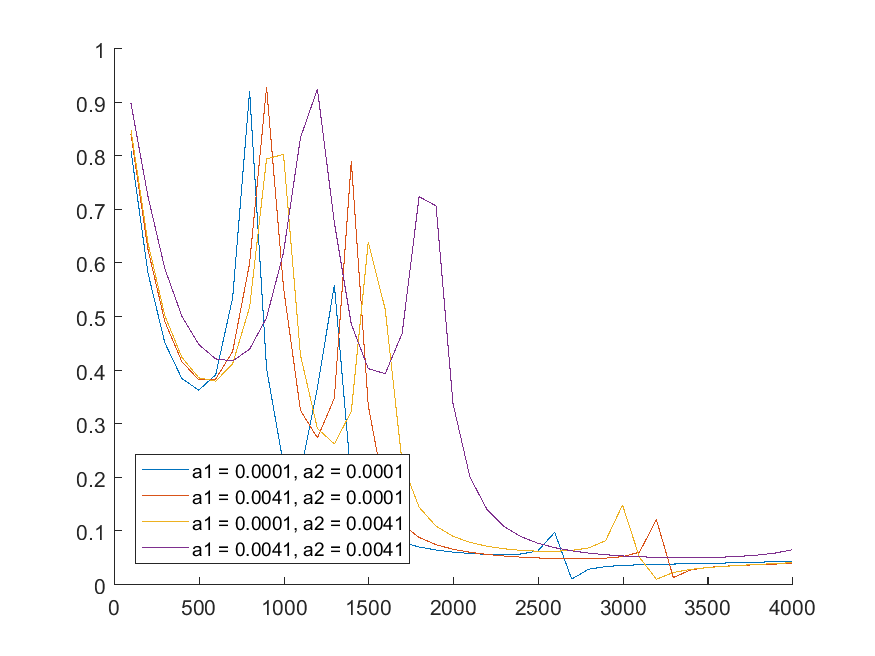 1
0.9
0.8
0.7
0.6
0.5
0.4
0.3
0.2
0.1
0
a1 = 0.0001, a2 = 0.0001
a1 = 0.0041, a2 = 0.0001
a1 = 0.0001, a2 = 0.0041
a1 = 0.0041, a2 = 0.0041
0 500 1000 1500 2000 2500 3000 3500 4000